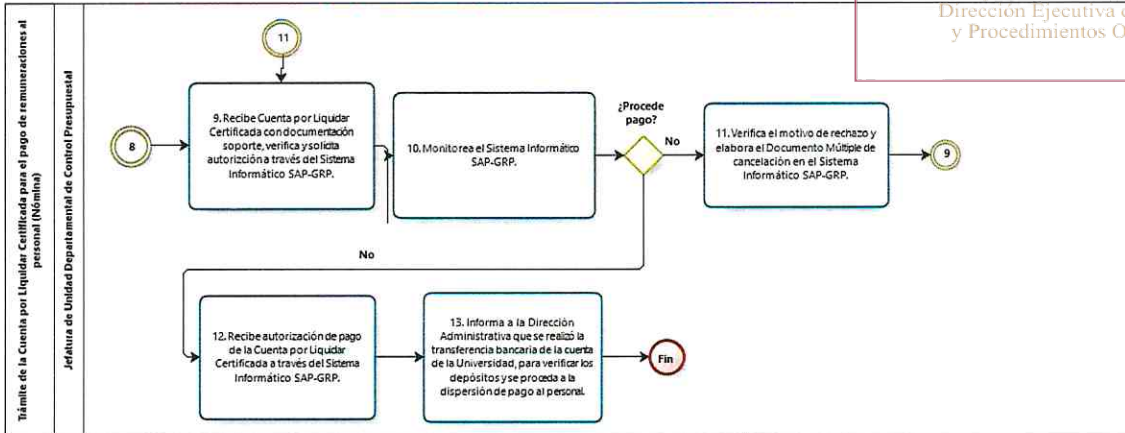 Dirección Ejecutiva
y Procedimientos
Trámite de la Cuenta por Liquidar Certificada para el pago de remuneraciones al
personal (Nómina)
Jefatura de Unidad Departamental de Control Presupuestal
11
8
9. Recibe Cuenta por Liquidar
Certificada con documentación
soporte, verifica y solicita
autorizción a través del Sistema
Informático SAP-GRP.
10. Monitorea el Sistema Informático
SAP-GRP.
¿Procede
pago?
No
11. Verifica el motivo de rechazo y
elabora el Documento Múltiple de
cancelación en el Sistema
Informático SAP-GRP.
9
No
12. Recibe autorización de pago
de la Cuenta por Liquidar
Certificada a través del Sistema
Informático SAP-GRP.
13. Informa a la Dirección
Administrativa que se realizó la
transferencia bancaria de la cuenta
de la Universidad, para verificar los
depósitos y se proceda a la
dispersión de pago al personal.
Fin